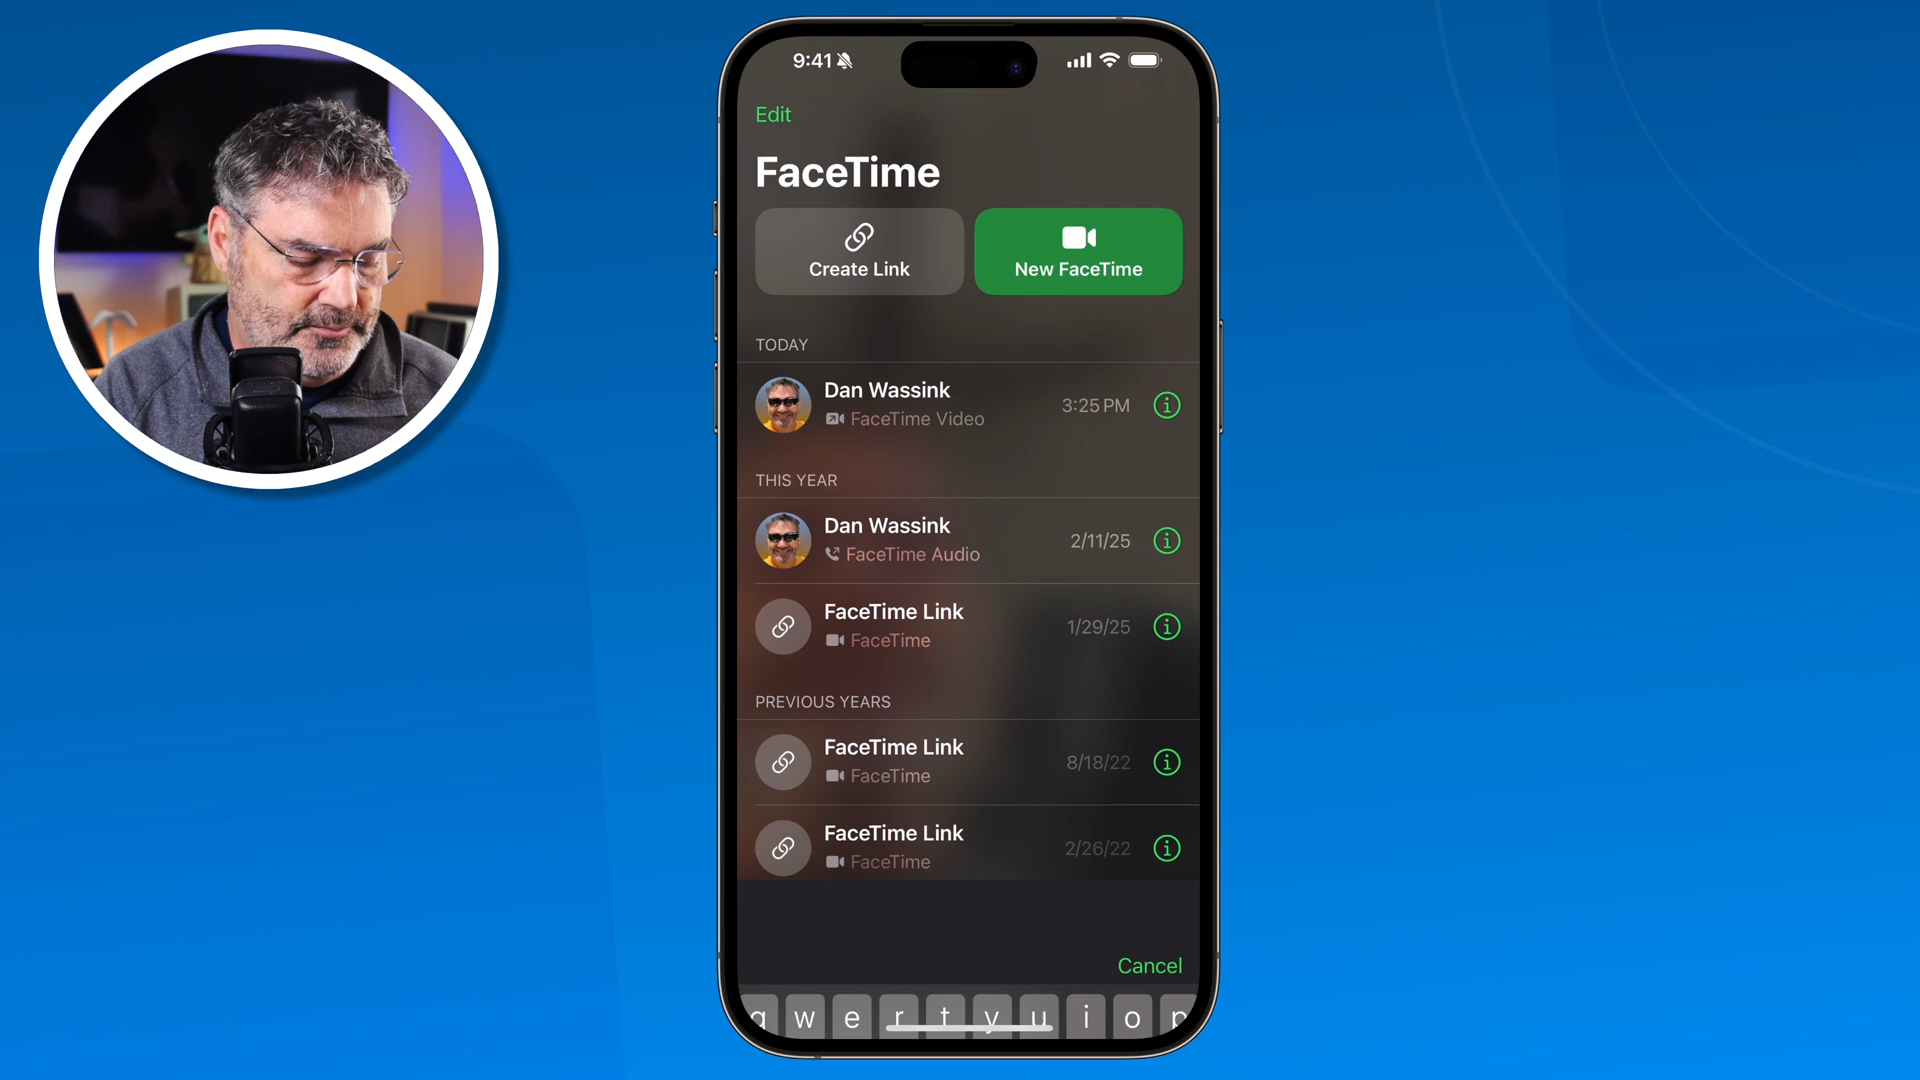 9:41
Edit
FaceTime
Create Link
New FaceTime
TODAY
Dan Wassink
FaceTime Video
3:25 PM
THIS YEAR
Dan Wassink
FaceTime Audio
2/11/25
FaceTime Link
FaceTime
1/29/25
PREVIOUS YEARS
FaceTime Link
FaceTime
8/18/22
FaceTime Link
FaceTime
2/26/22
Cancel
q w e r t y u i o p